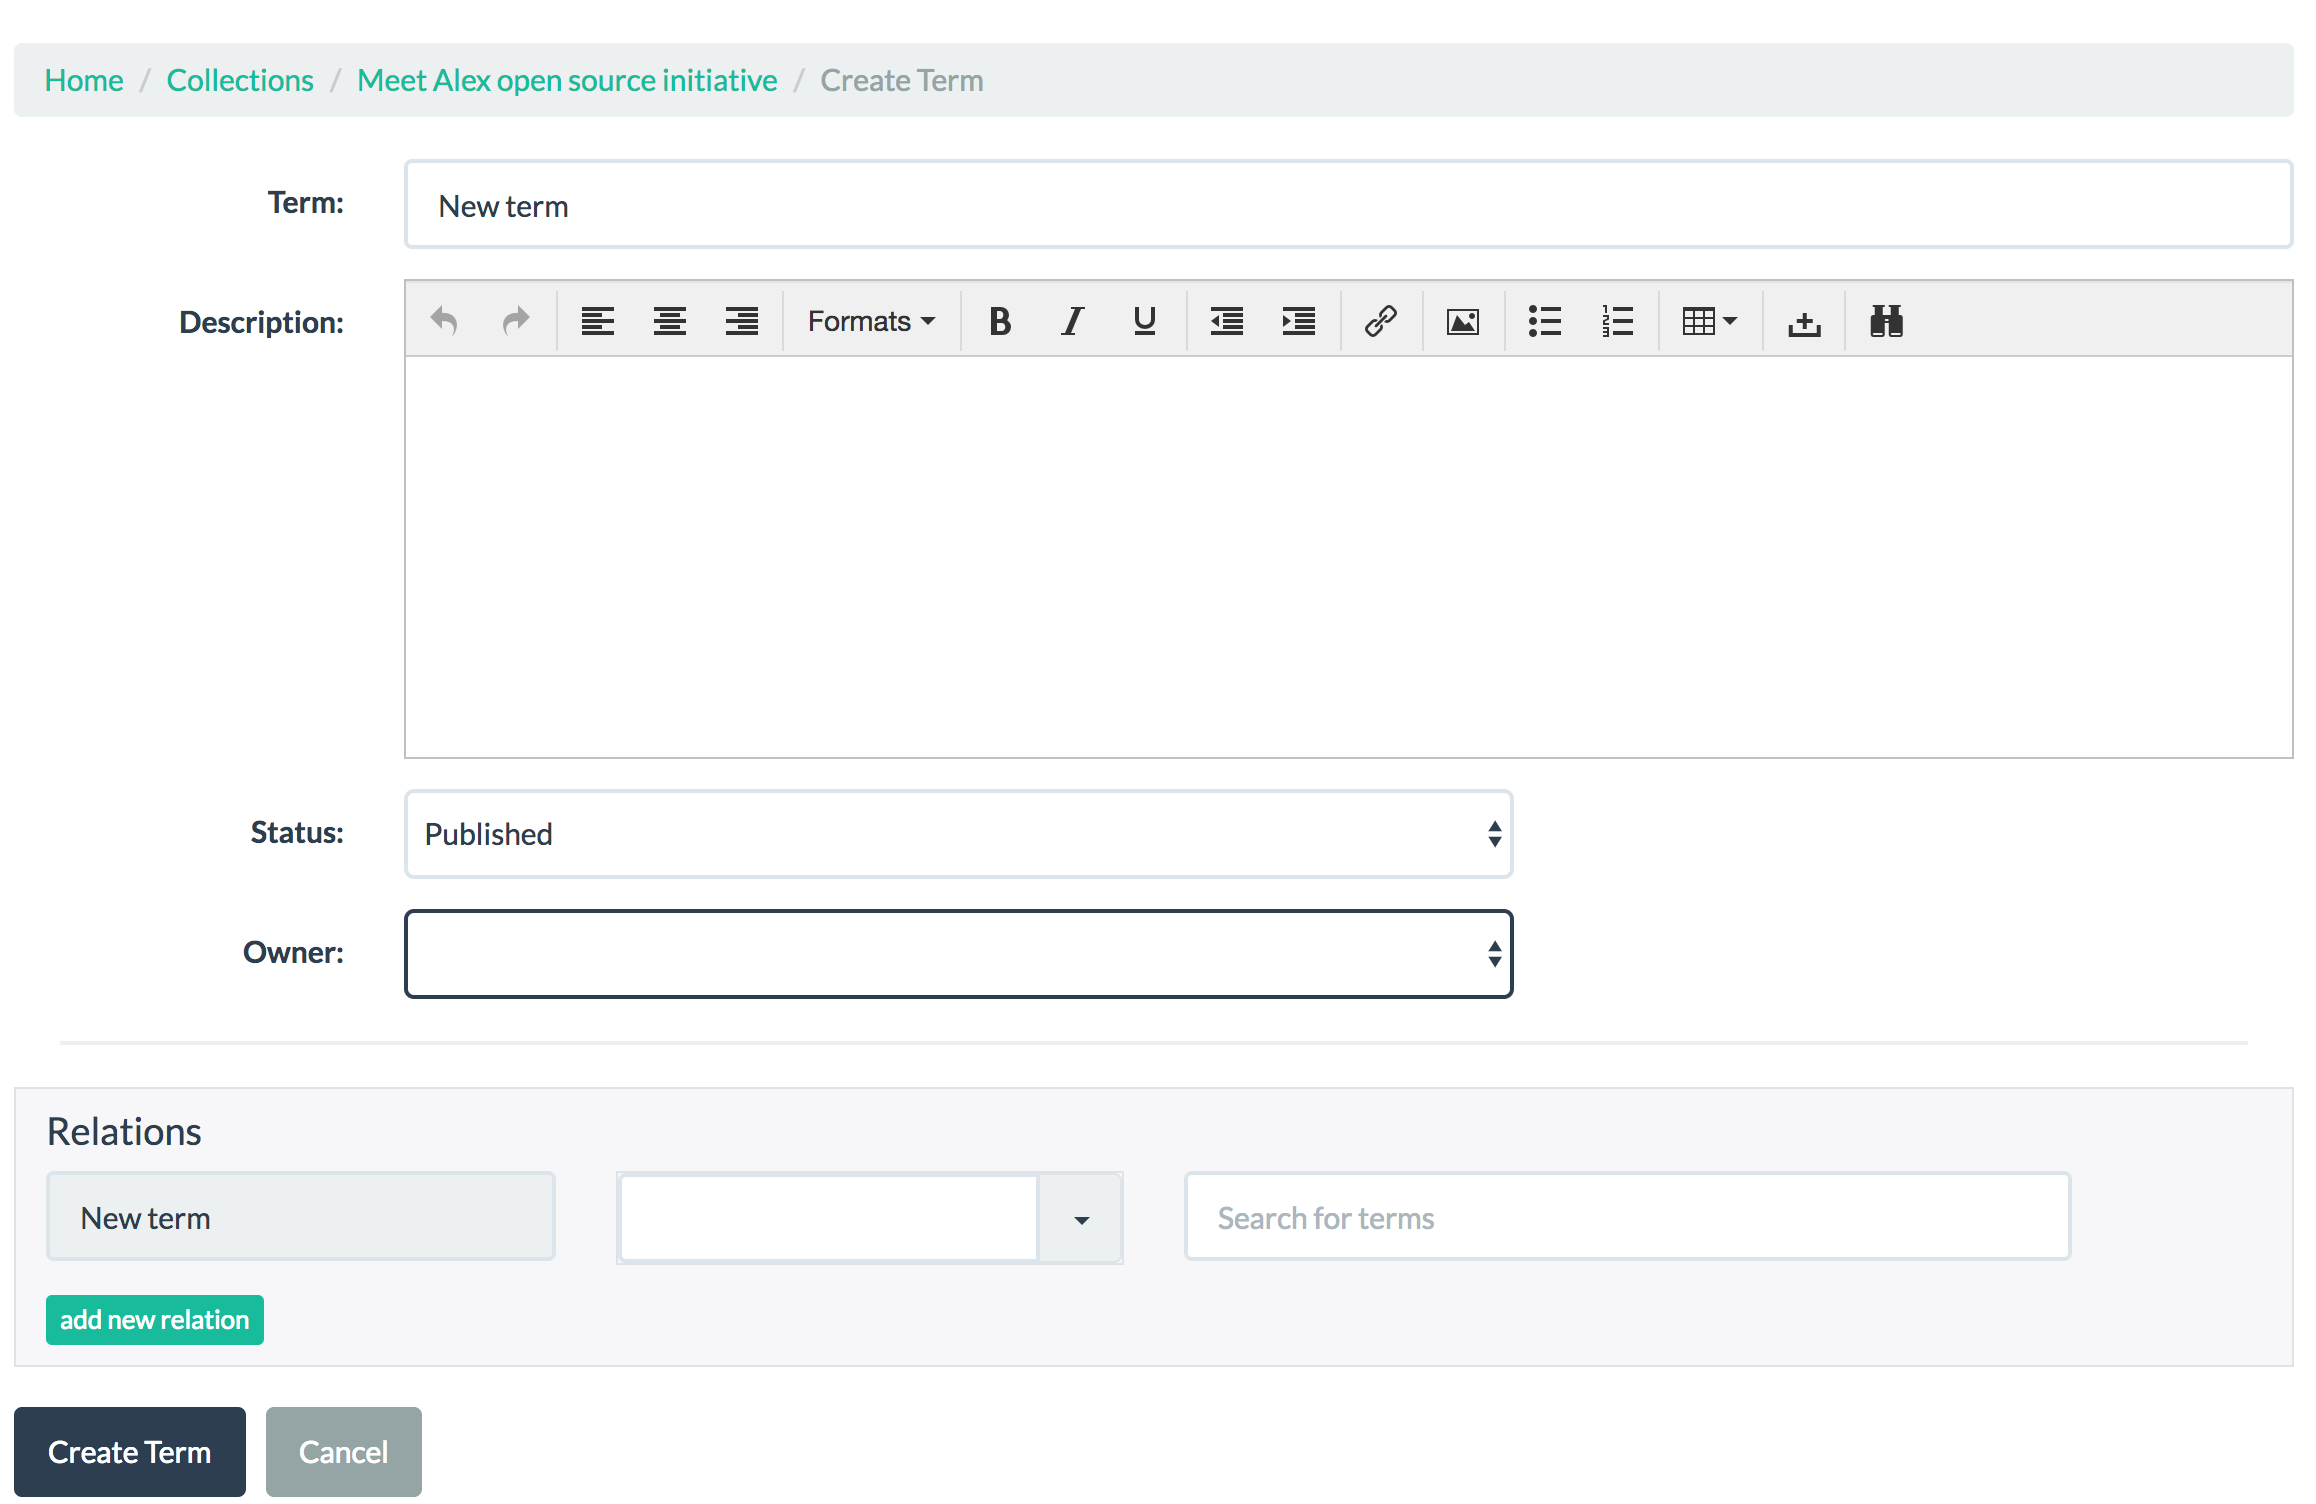 Home / Collections / Meet Alex open source initiative / Create Term
Term: New term
Description: Formats B I U
Status: Published
Owner:
Relations
New term Search for terms
add new relation
Create Term Cancel